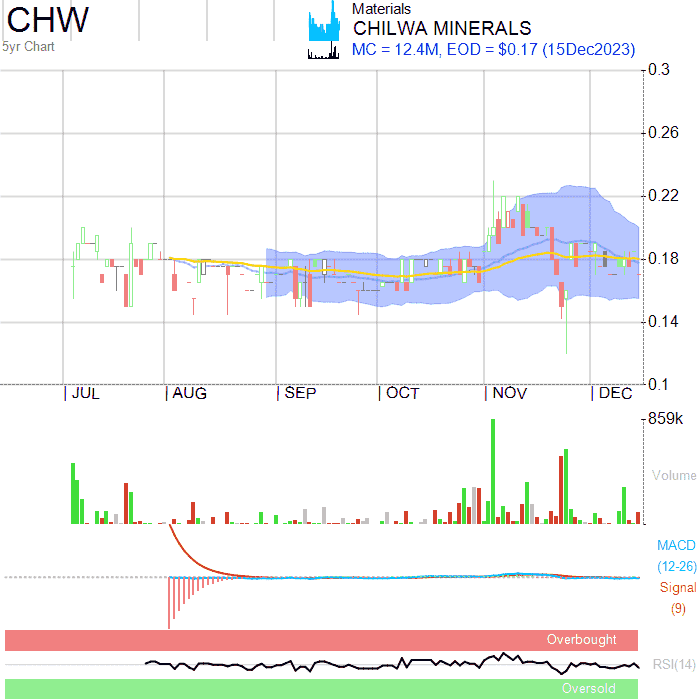 CHW
5yr Chart
Materials
CHILWA MINERALS
MC = 12.4M, EOD = $0.17 (15Dec2023)
0.3
0.26
0.22
0.18
0.14
0.1
JUL AUG SEP OCT NOV DEC
859k
Volume
MACD
(12-26)
Signal
(9)
Overbought
RSI(14)
Oversold